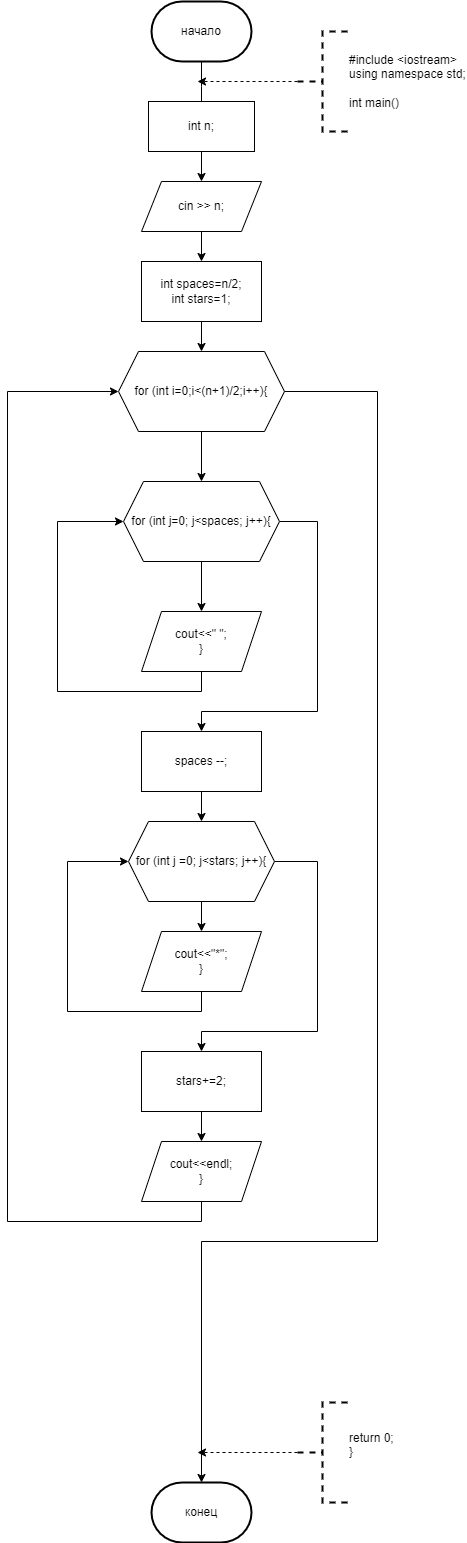 начало
#include <iostream>
using namespace std;
int main()
int n;
cin >> n;
int spaces=n/2;
int stars=1;
for (int i=0;i<(n+1)/2;i++){
for (int j=0; j<spaces; j++){
cout<<" ";
}
spaces --;
for (int j =0; j<stars; j++){
cout<<"*";
}
stars+=2;
cout<<endl;
}
return 0;
}
конец